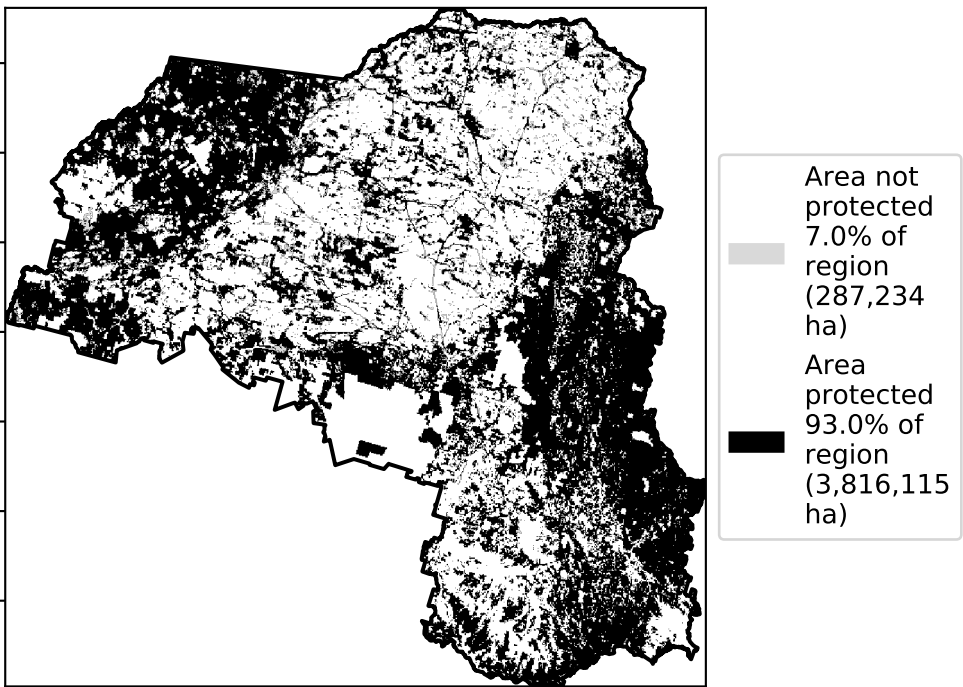 Area not
protected
7.0% of
region
(287,234
ha)
Area
protected
93.0% of
region
(3,816,115
ha)